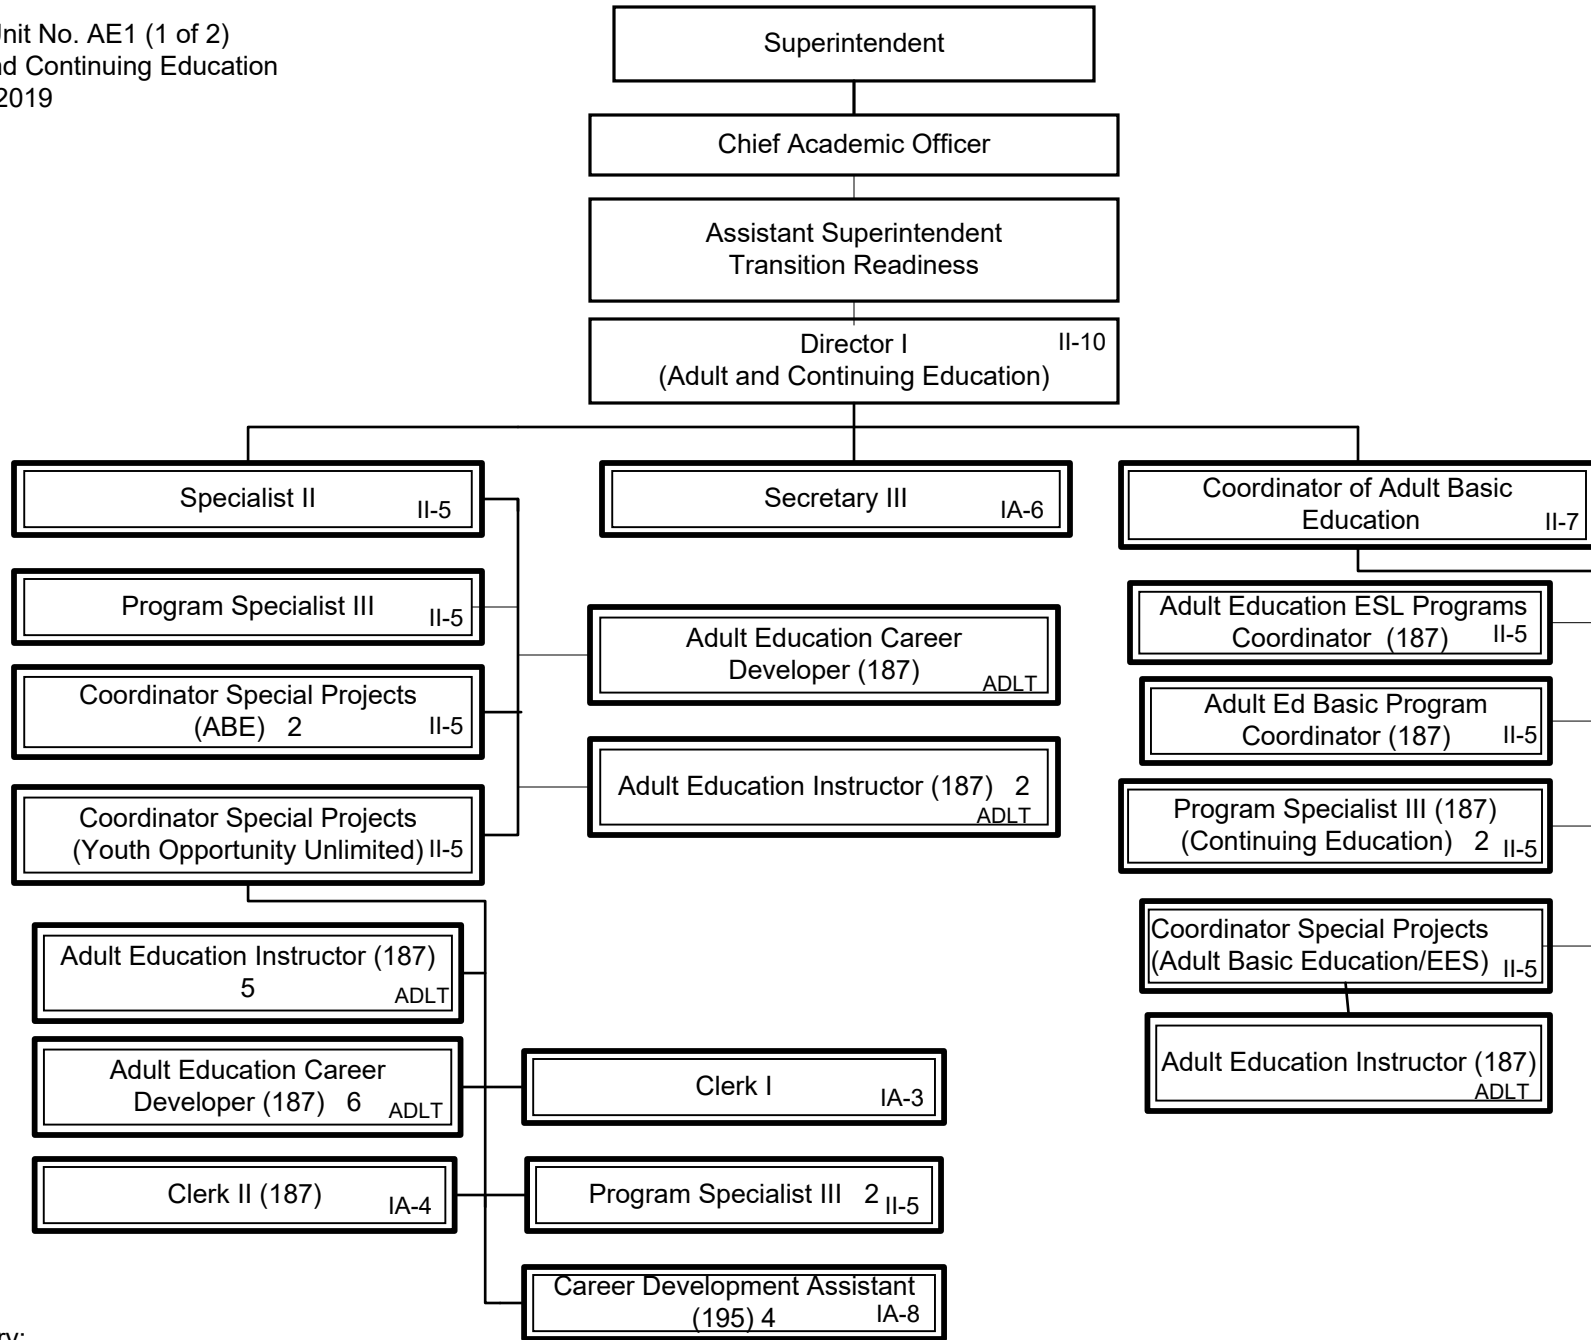 nit No. AE1 (1 of 2)
nd Continuing Education
2019
Superintendent
Chief Academic Officer
Assistant Superintendent
Transition Readiness
Director I II-10
(Adult and Continuing Education)
Specialist II II-5
Secretary III IA-6
Coordinator of Adult Basic
Education II-7
Program Specialist III II-5
Adult Education Career
Developer (187) ADLT
Adult Education ESL Programs
Coordinator (187) II-5
Coordinator Special Projects
(ABE) 2 II-5
Adult Ed Basic Program
Coordinator (187) II-5
Adult Education Instructor (187) 2
ADLT
Coordinator Special Projects
(Youth Opportunity Unlimited) II-5
Program Specialist III (187)
(Continuing Education) 2 II-5
Coordinator Special Projects
(Adult Basic Education/EES) II-5
Adult Education Instructor (187)
5 ADLT
Adult Education Instructor (187)
ADLT
Adult Education Career
Developer (187) 6 ADLT
Clerk I IA-3
Clerk II (187) IA-4
Program Specialist III 2 II-5
Career Development Assistant
(195) 4 IA-8
ry: